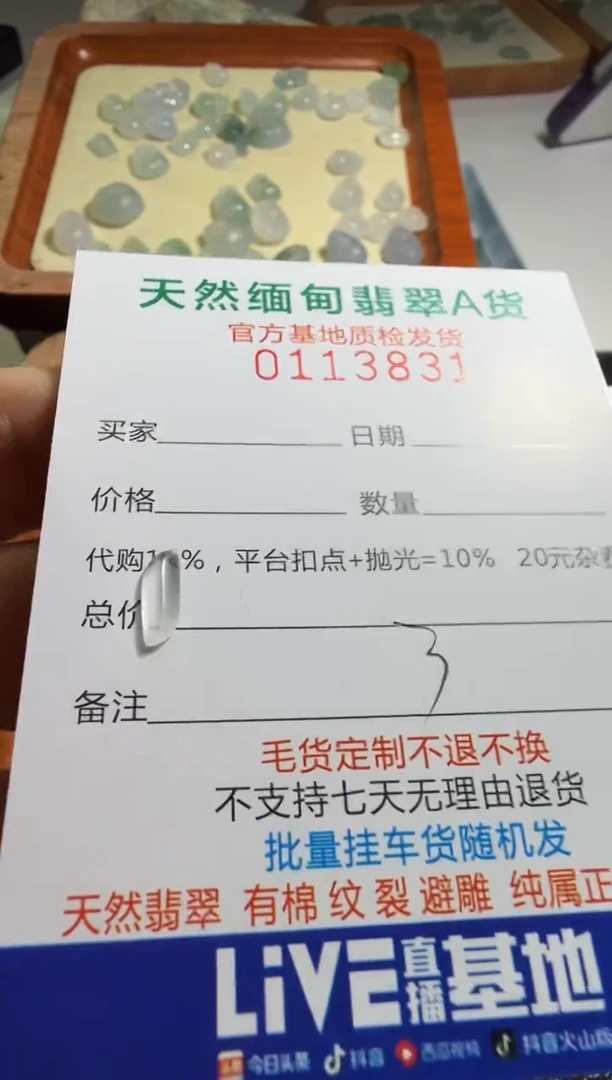 天然缅甸翡翠A货
官方基地质检发货
0113831
买家 日期
价格 数量
代购1 %，平台扣点+抛光=10% 20元杂
总价
备注
毛货定制不退不换
不支持七天无理由退货
批量挂车货随机发
天然翡翠 有棉 纹 裂 避雕 纯属正
LiVE直播基地
头条 今日头条 抖音 西瓜视频 抖音火山版